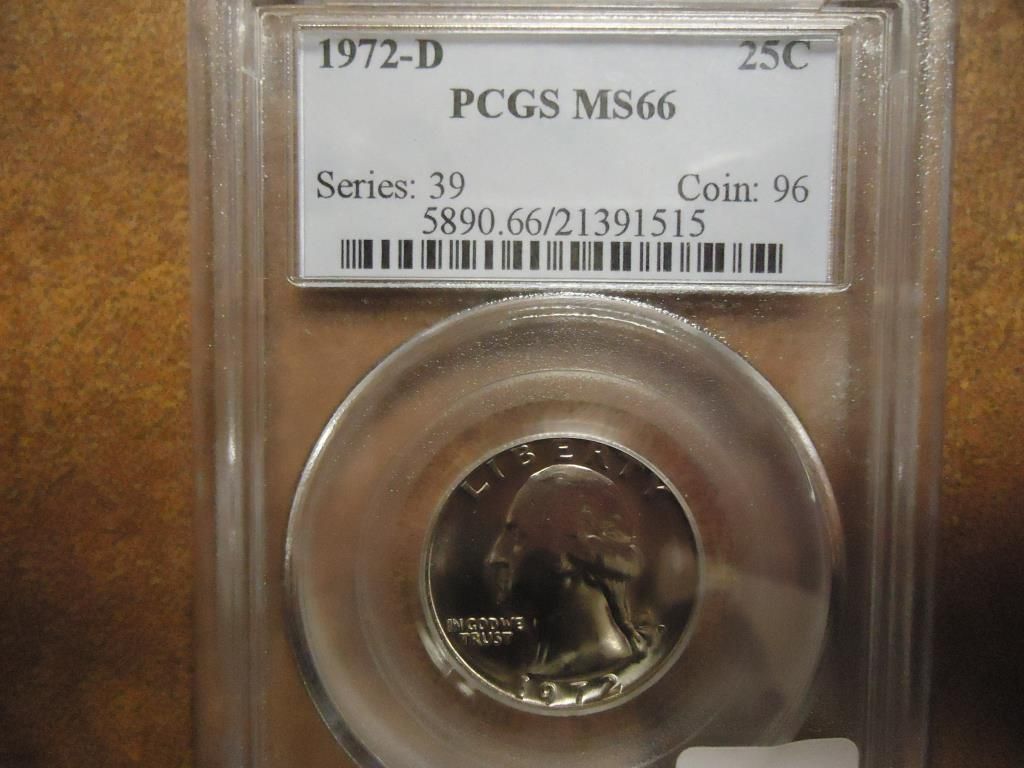 1972-D 25C
PCGS MS66
Series: 39 Coin: 96
5890.66/21391515
LIBERTY
IN GOD WE
TRUST
D
1972